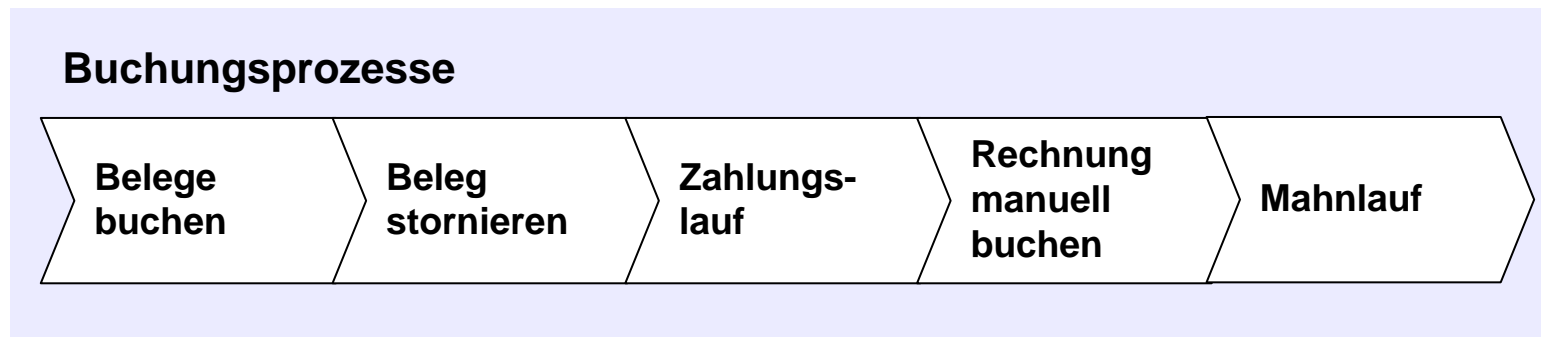 Buchungsprozesse
Belege
buchen
Beleg
stornieren
Zahlungs-
lauf
Rechnung
manuell
buchen
Mahnlauf